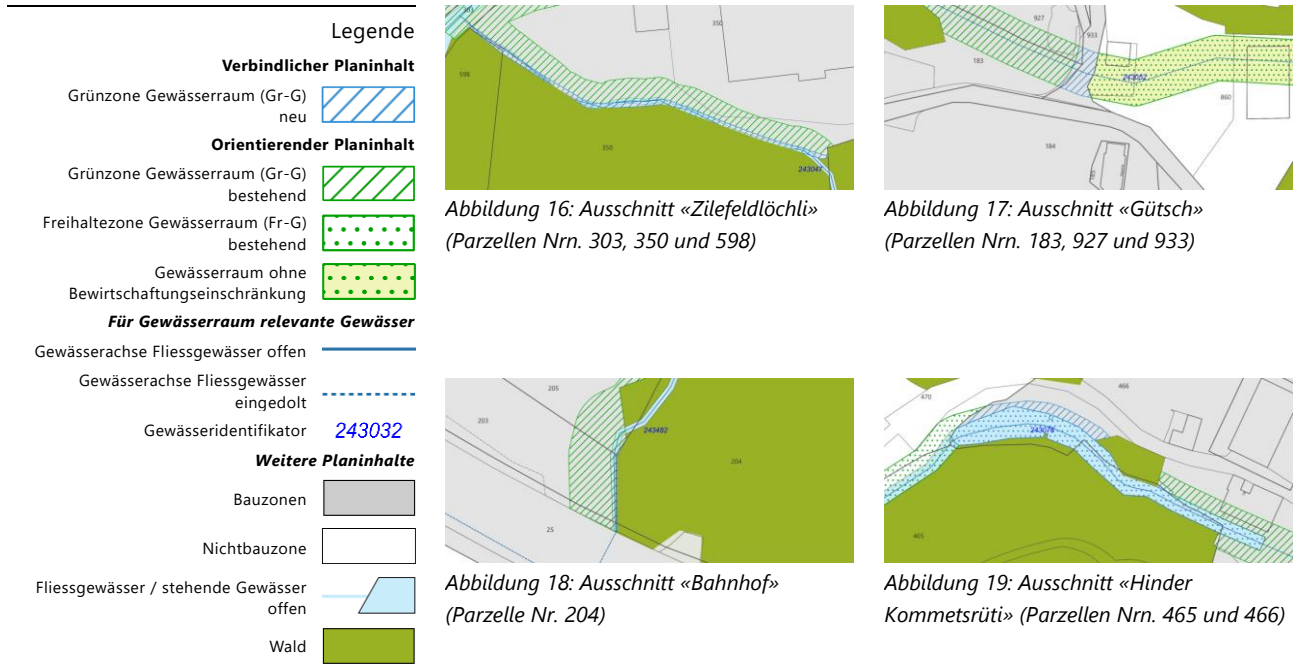 Legende
Verbindlicher Planinhalt
Grünzone Gewässerraum (Gr-G)
neu
Orientierender Planinhalt
Grünzone Gewässerraum (Gr-G)
bestehend
Freihaltezone Gewässerraum (Fr-G)
bestehend
Gewässerraum ohne
Bewirtschaftungseinschränkung
Für Gewässerraum relevante Gewässer
Gewässerachse Fliessgewässer offen
Gewässerachse Fliessgewässer
eingedolt
Gewässeridentifikator 243032
Weitere Planinhalte
Bauzonen
Nichtbauzone
Fliessgewässer / stehende Gewässer
offen
Wald
303
350
598
350
243047
Abbildung 16: Ausschnitt «Zilefeldlöchli»
(Parzellen Nrn. 303, 350 und 598)
927
933
183
243052
860
184
185
Abbildung 17: Ausschnitt «Gütsch»
(Parzellen Nrn. 183, 927 und 933)
205
203
243482
204
25
Abbildung 18: Ausschnitt «Bahnhof»
(Parzelle Nr. 204)
466
470
243078
465
Abbildung 19: Ausschnitt «Hinder
Kommetsrüti» (Parzellen Nrn. 465 und 466)